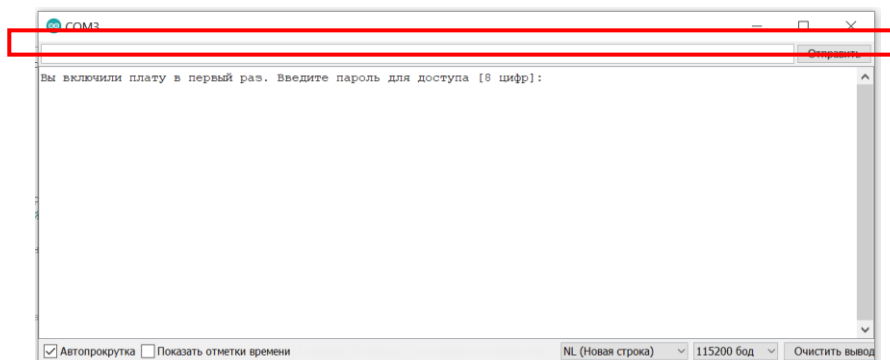 COM3
Отправить
Вы включили плату в первый раз. Введите пароль для доступа [8 цифр]:
Автопрокрутка Показать отметки времени NL (Новая строка) 115200 бод Очистить вывод